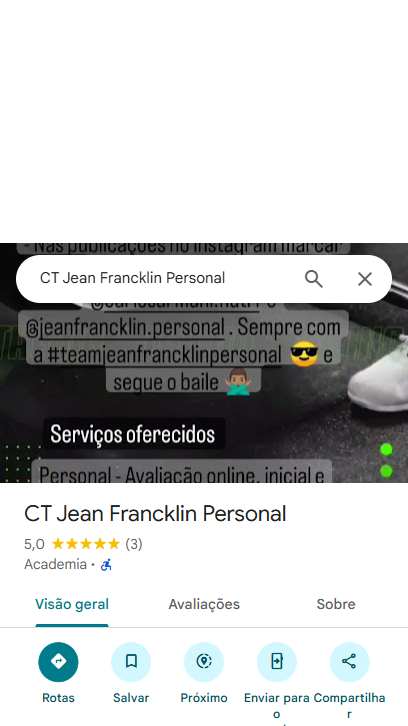 - Nas publicações no instagram marcar
CT Jean Francklin Personal
@jeanfrancklin.personal . Sempre com
a #teamjeanfrancklinpersonal 😎 e
segue o baile 🙅🏽‍♂️
Serviços oferecidos
Personal - Avaliação online, inicial e
CT Jean Francklin Personal
5,0 ★★★★★ (3)
Academia ·
Visão geral Avaliações Sobre
Rotas Salvar Próximo Enviar para o Compartilhar